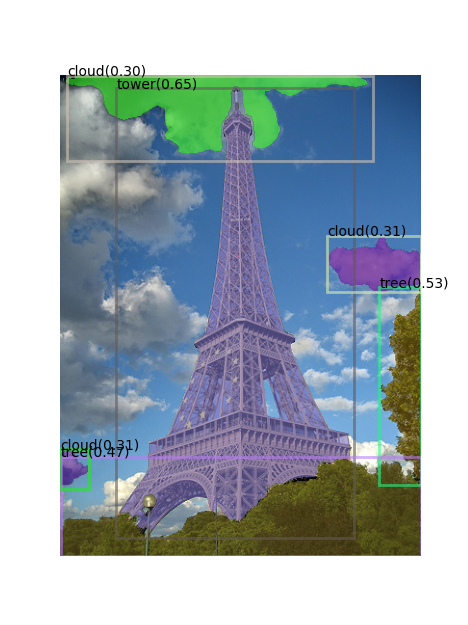 cloud(0.30)
tower(0.65)
cloud(0.31)
tree(0.53)
cloud(0.31)
tree(0.47)